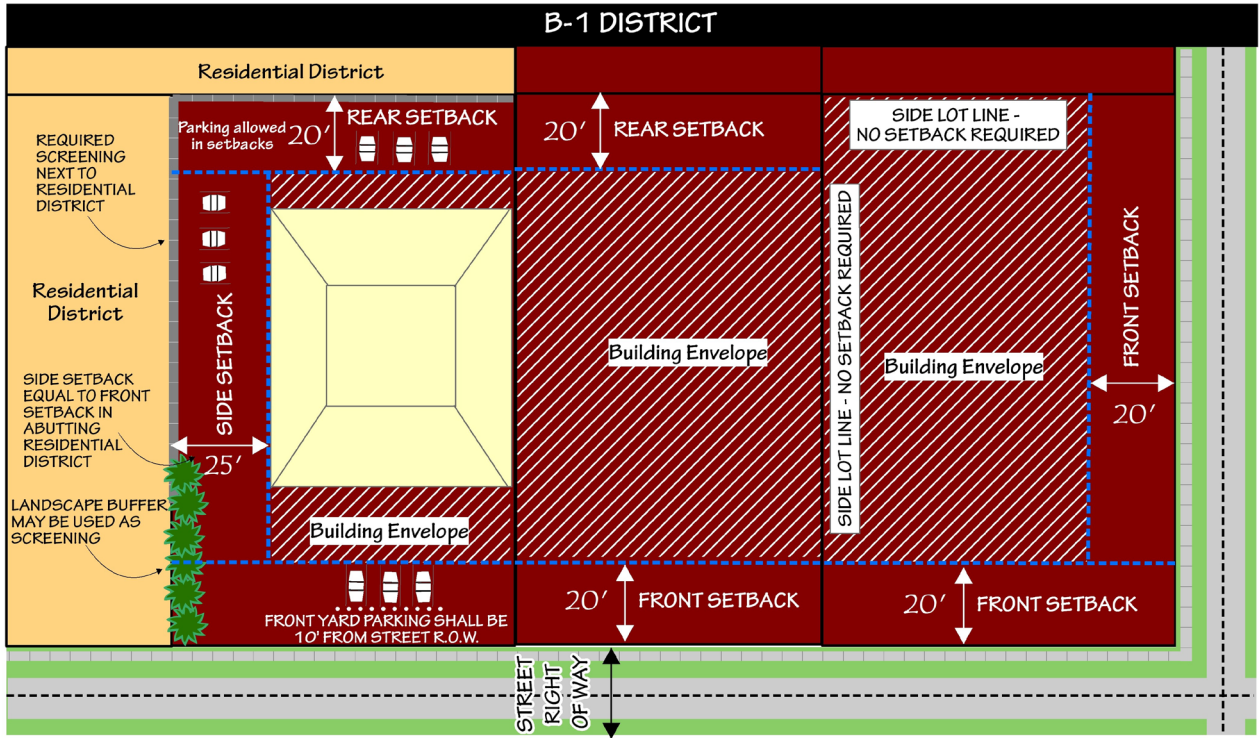 B-1 DISTRICT
Residential District
REQUIRED
SCREENING
NEXT TO
RESIDENTIAL
DISTRICT
Residential
District
SIDE SETBACK
EQUAL TO FRONT
SETBACK IN
ABUTTING
RESIDENTIAL
DISTRICT
LANDSCAPE BUFFER
MAY BE USED AS
SCREENING
Parking allowed
in setbacks
20'
REAR SETBACK
SIDE SETBACK
25'
Building Envelope
FRONT YARD PARKING SHALL BE
10' FROM STREET R.O.W.
20'
REAR SETBACK
Building Envelope
20'
FRONT SETBACK
SIDE LOT LINE -
NO SETBACK REQUIRED
SIDE LOT LINE - NO SETBACK REQUIRED
Building Envelope
FRONT SETBACK
20'
20'
FRONT SETBACK
STREET
RIGHT
OF WAY